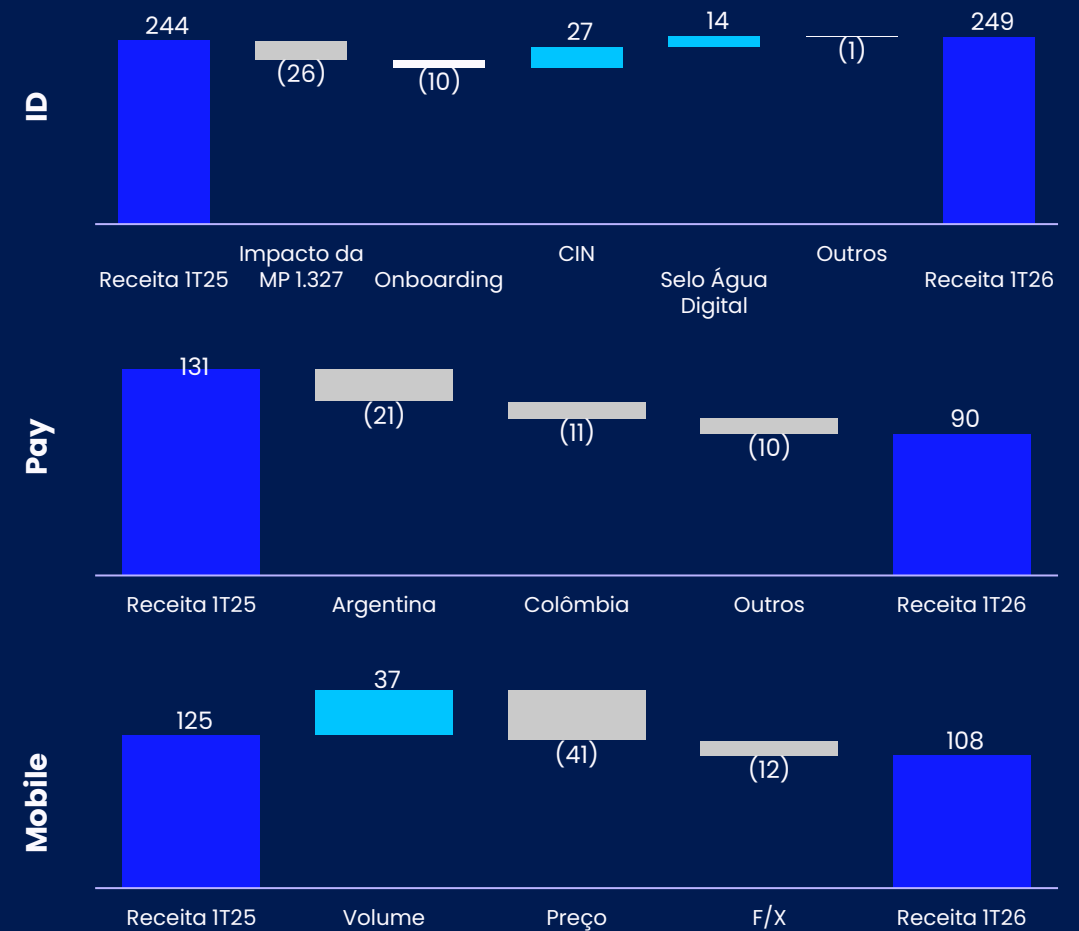 ID
244
(26)
(10)
27
14
(1)
249
Receita 1T25
Impacto da
MP 1.327
Onboarding
CIN
Selo Água
Digital
Outros
Receita 1T26
Pay
131
(21)
(11)
(10)
90
Receita 1T25
Argentina
Colômbia
Outros
Receita 1T26
Mobile
125
37
(41)
(12)
108
Receita 1T25
Volume
Preço
F/X
Receita 1T26